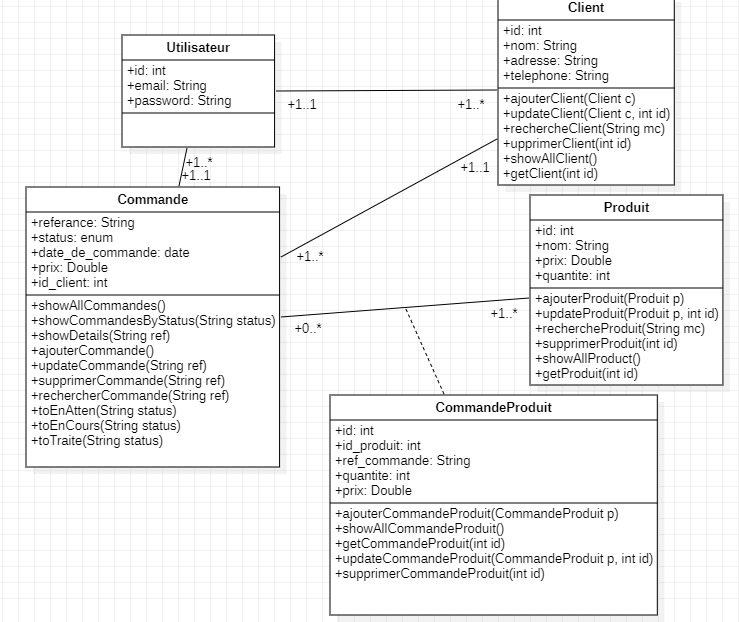 Client
+id: int
+nom: String
+adresse: String
+telephone: String
+ajouterClient(Client c)
+updateClient(Client c, int id)
+rechercheClient(String mc)
+upprimerClient(int id)
+showAllClient()
+getClient(int id)
Utilisateur
+id: int
+email: String
+password: String
+1..1
+1..*
+1..*
+1..1
+1..1
+1..*
Commande
+referance: String
+status: enum
+date_de_commande: date
+prix: Double
+id_client: int
+showAllCommandes()
+showCommandesByStatus(String status)
+showDetails(String ref)
+ajouterCommande()
+updateCommande(String ref)
+supprimerCommande(String ref)
+rechercherCommande(String ref)
+toEnAtten(String status)
+toEnCours(String status)
+toTraite(String status)
+0..*
+1..*
Produit
+id: int
+nom: String
+prix: Double
+quantite: int
+ajouterProduit(Produit p)
+updateProduit(Produit p, int id)
+rechercheProduit(String mc)
+supprimerProduit(int id)
+showAllProduct()
+getProduit(int id)
CommandeProduit
+id: int
+id_produit: int
+ref_commande: String
+quantite: int
+prix: Double
+ajouterCommandeProduit(CommandeProduit p)
+showAllCommandeProduit()
+getCommandeProduit(int id)
+updateCommandeProduit(CommandeProduit p, int id)
+supprimerCommandeProduit(int id)